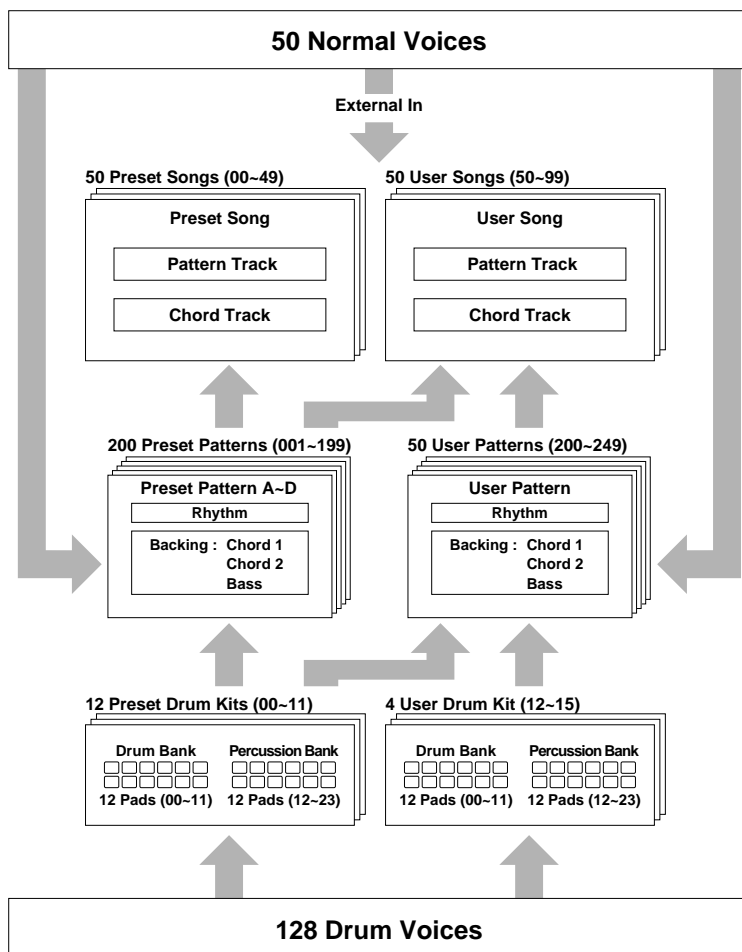 50 Normal Voices
External In
50 Preset Songs (00~49)
Preset Song
Pattern Track
Chord Track
50 User Songs (50~99)
User Song
Pattern Track
Chord Track
200 Preset Patterns (001~199)
Preset Pattern A~D
Rhythm
Backing : Chord 1
Chord 2
Bass
50 User Patterns (200~249)
User Pattern
Rhythm
Backing : Chord 1
Chord 2
Bass
12 Preset Drum Kits (00~11)
Drum Bank
12 Pads (00~11)
Percussion Bank
12 Pads (12~23)
4 User Drum Kit (12~15)
Drum Bank
12 Pads (00~11)
Percussion Bank
12 Pads (12~23)
128 Drum Voices